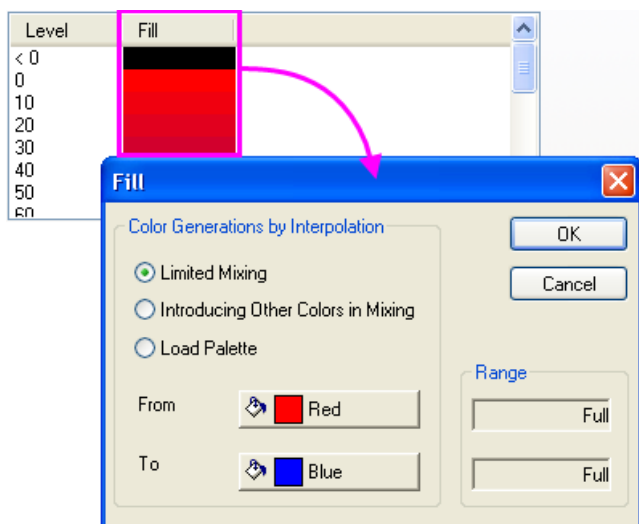 Level Fill
< 0
0
10
20
30
40
50
60
Fill
Color Generations by Interpolation
Limited Mixing
Introducing Other Colors in Mixing
Load Palette
From Red
To Blue
OK
Cancel
Range
Full
Full